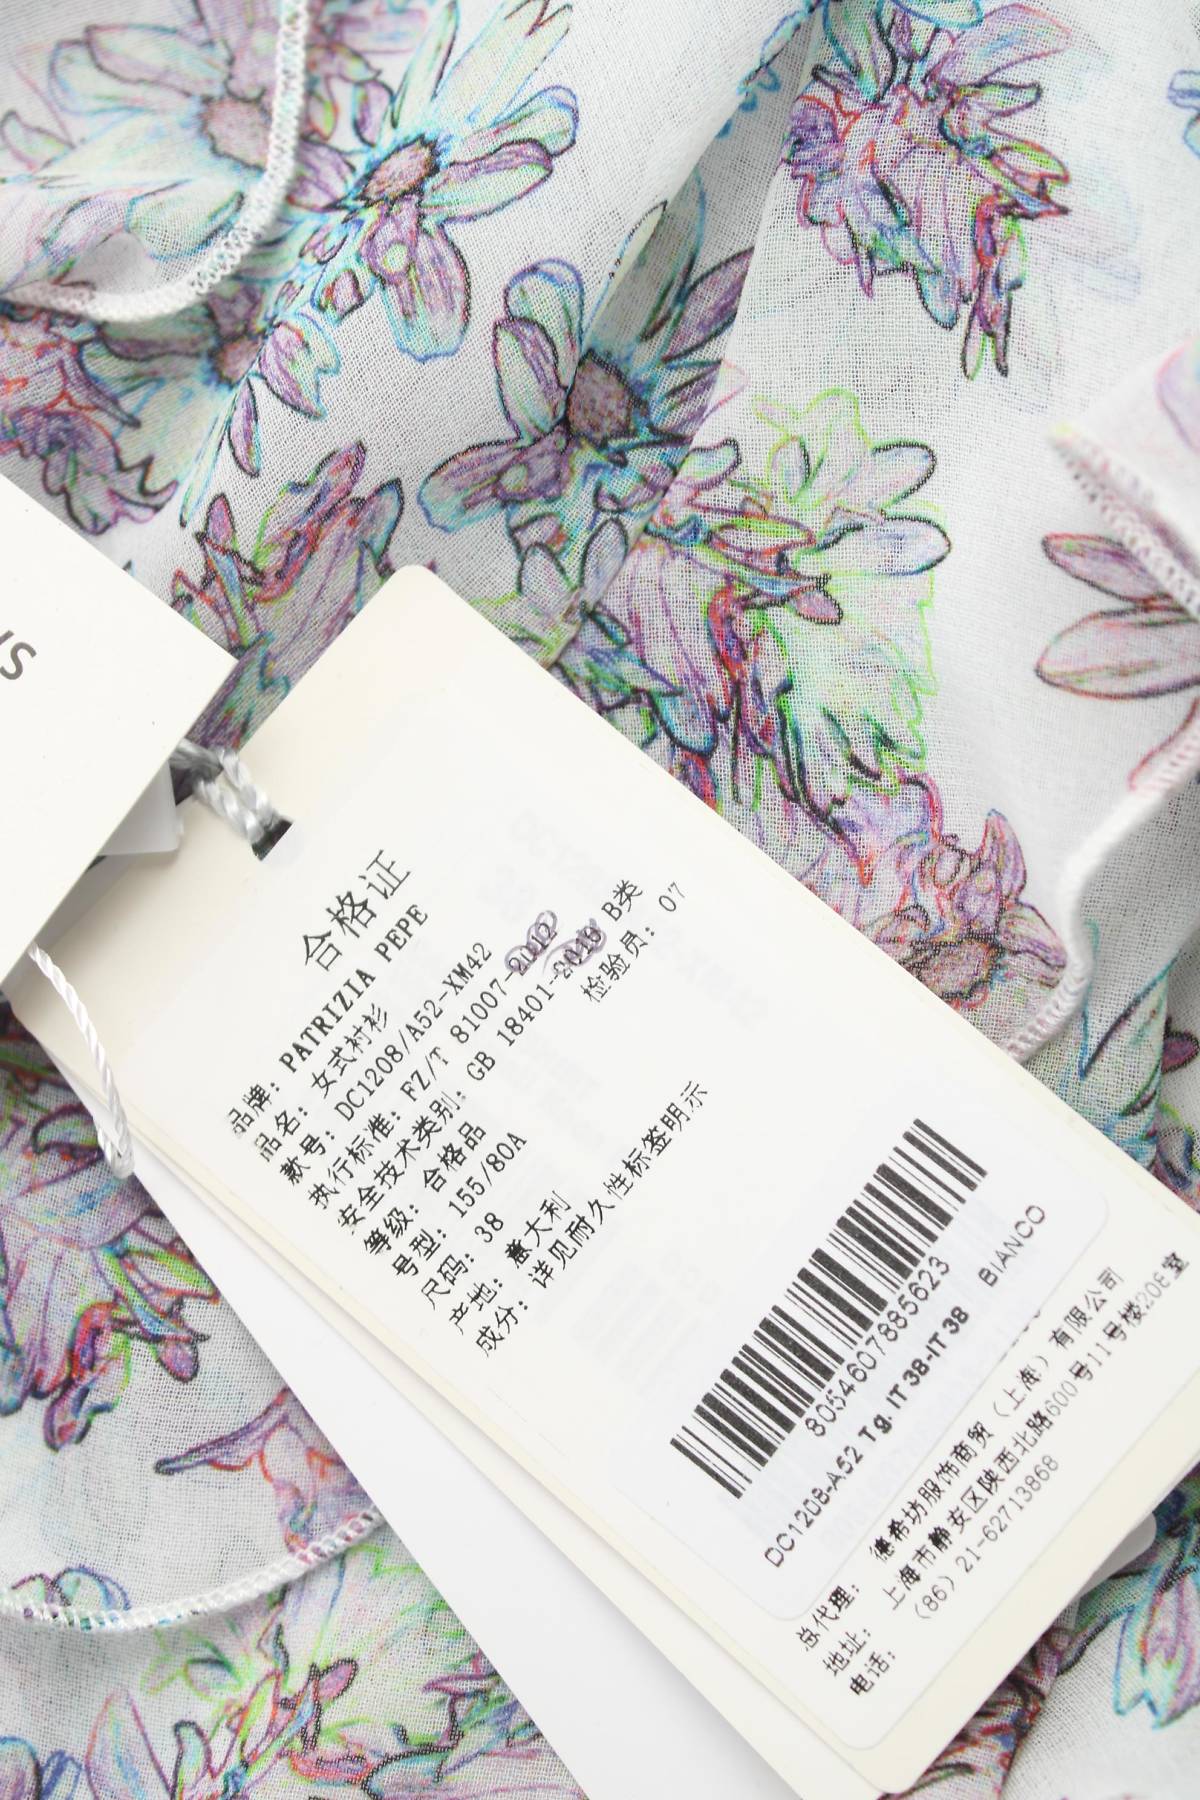 合格证
品牌: PATRIZIA PEPE
品名: 女式衬衫
款号: DC1208/A52-XM42
执行标准: FZ/T 81007-2012
安全技术类别: GB 18401-2010 B类
等级: 合格品
检验员: 07
号型: 155/80A
尺码: 38
产地: 意大利
成分: 详见耐久性标签明示
8054607885623
DC1208-A52 Tg. IT 38-IT 38 BIANCO
总代理: 德希坊服饰商贸（上海）有限公司
地址: 上海市静安区陕西北路600号11号楼208室
电话: (86) 21-62713868